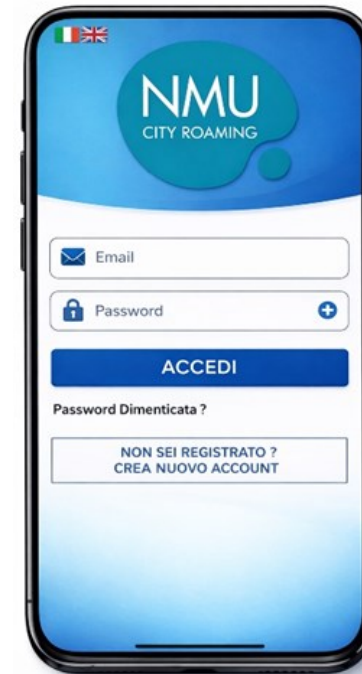 NMU
CITY ROAMING
Email
Password
ACCEDI
Password Dimenticata ?
NON SEI REGISTRATO ?
CREA NUOVO ACCOUNT